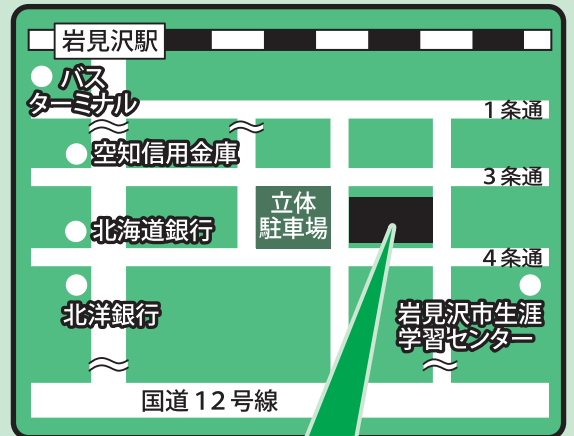 岩見沢駅
バス
ターミナル
1条通
空知信用金庫
3条通
立体
駐車場
北海道銀行
4条通
北洋銀行
岩見沢市生涯
学習センター
国道12号線